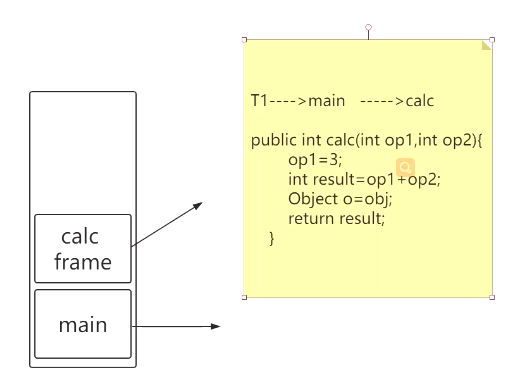 T1---->main   ----->calc
public int calc(int op1,int op2){
op1=3;
int result=op1+op2;
Object o=obj;
return result;
}
calc
frame
main